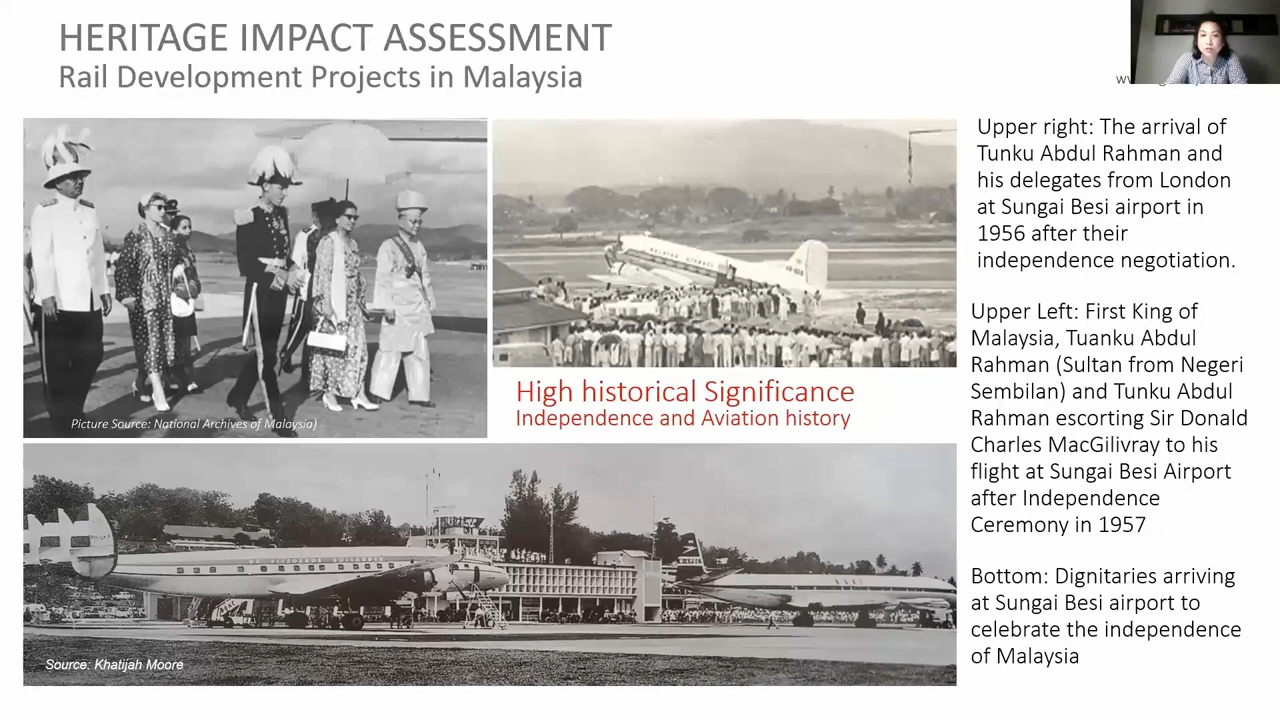 HERITAGE IMPACT ASSESSMENT
Rail Development Projects in Malaysia
Upper right: The arrival of
Tunku Abdul Rahman and
his delegates from London
at Sungai Besi airport in
1956 after their
independence negotiation.
Upper Left: First King of
Malaysia, Tuanku Abdul
Rahman (Sultan from Negeri
Sembilan) and Tunku Abdul
Rahman escorting Sir Donald
Charles MacGilivray to his
flight at Sungai Besi Airport
after Independence
Ceremony in 1957
Bottom: Dignitaries arriving
at Sungai Besi airport to
celebrate the independence
of Malaysia
Picture Source: National Archives of Malaysia)
High historical Significance
Independence and Aviation history
Source: Khatijah Moore